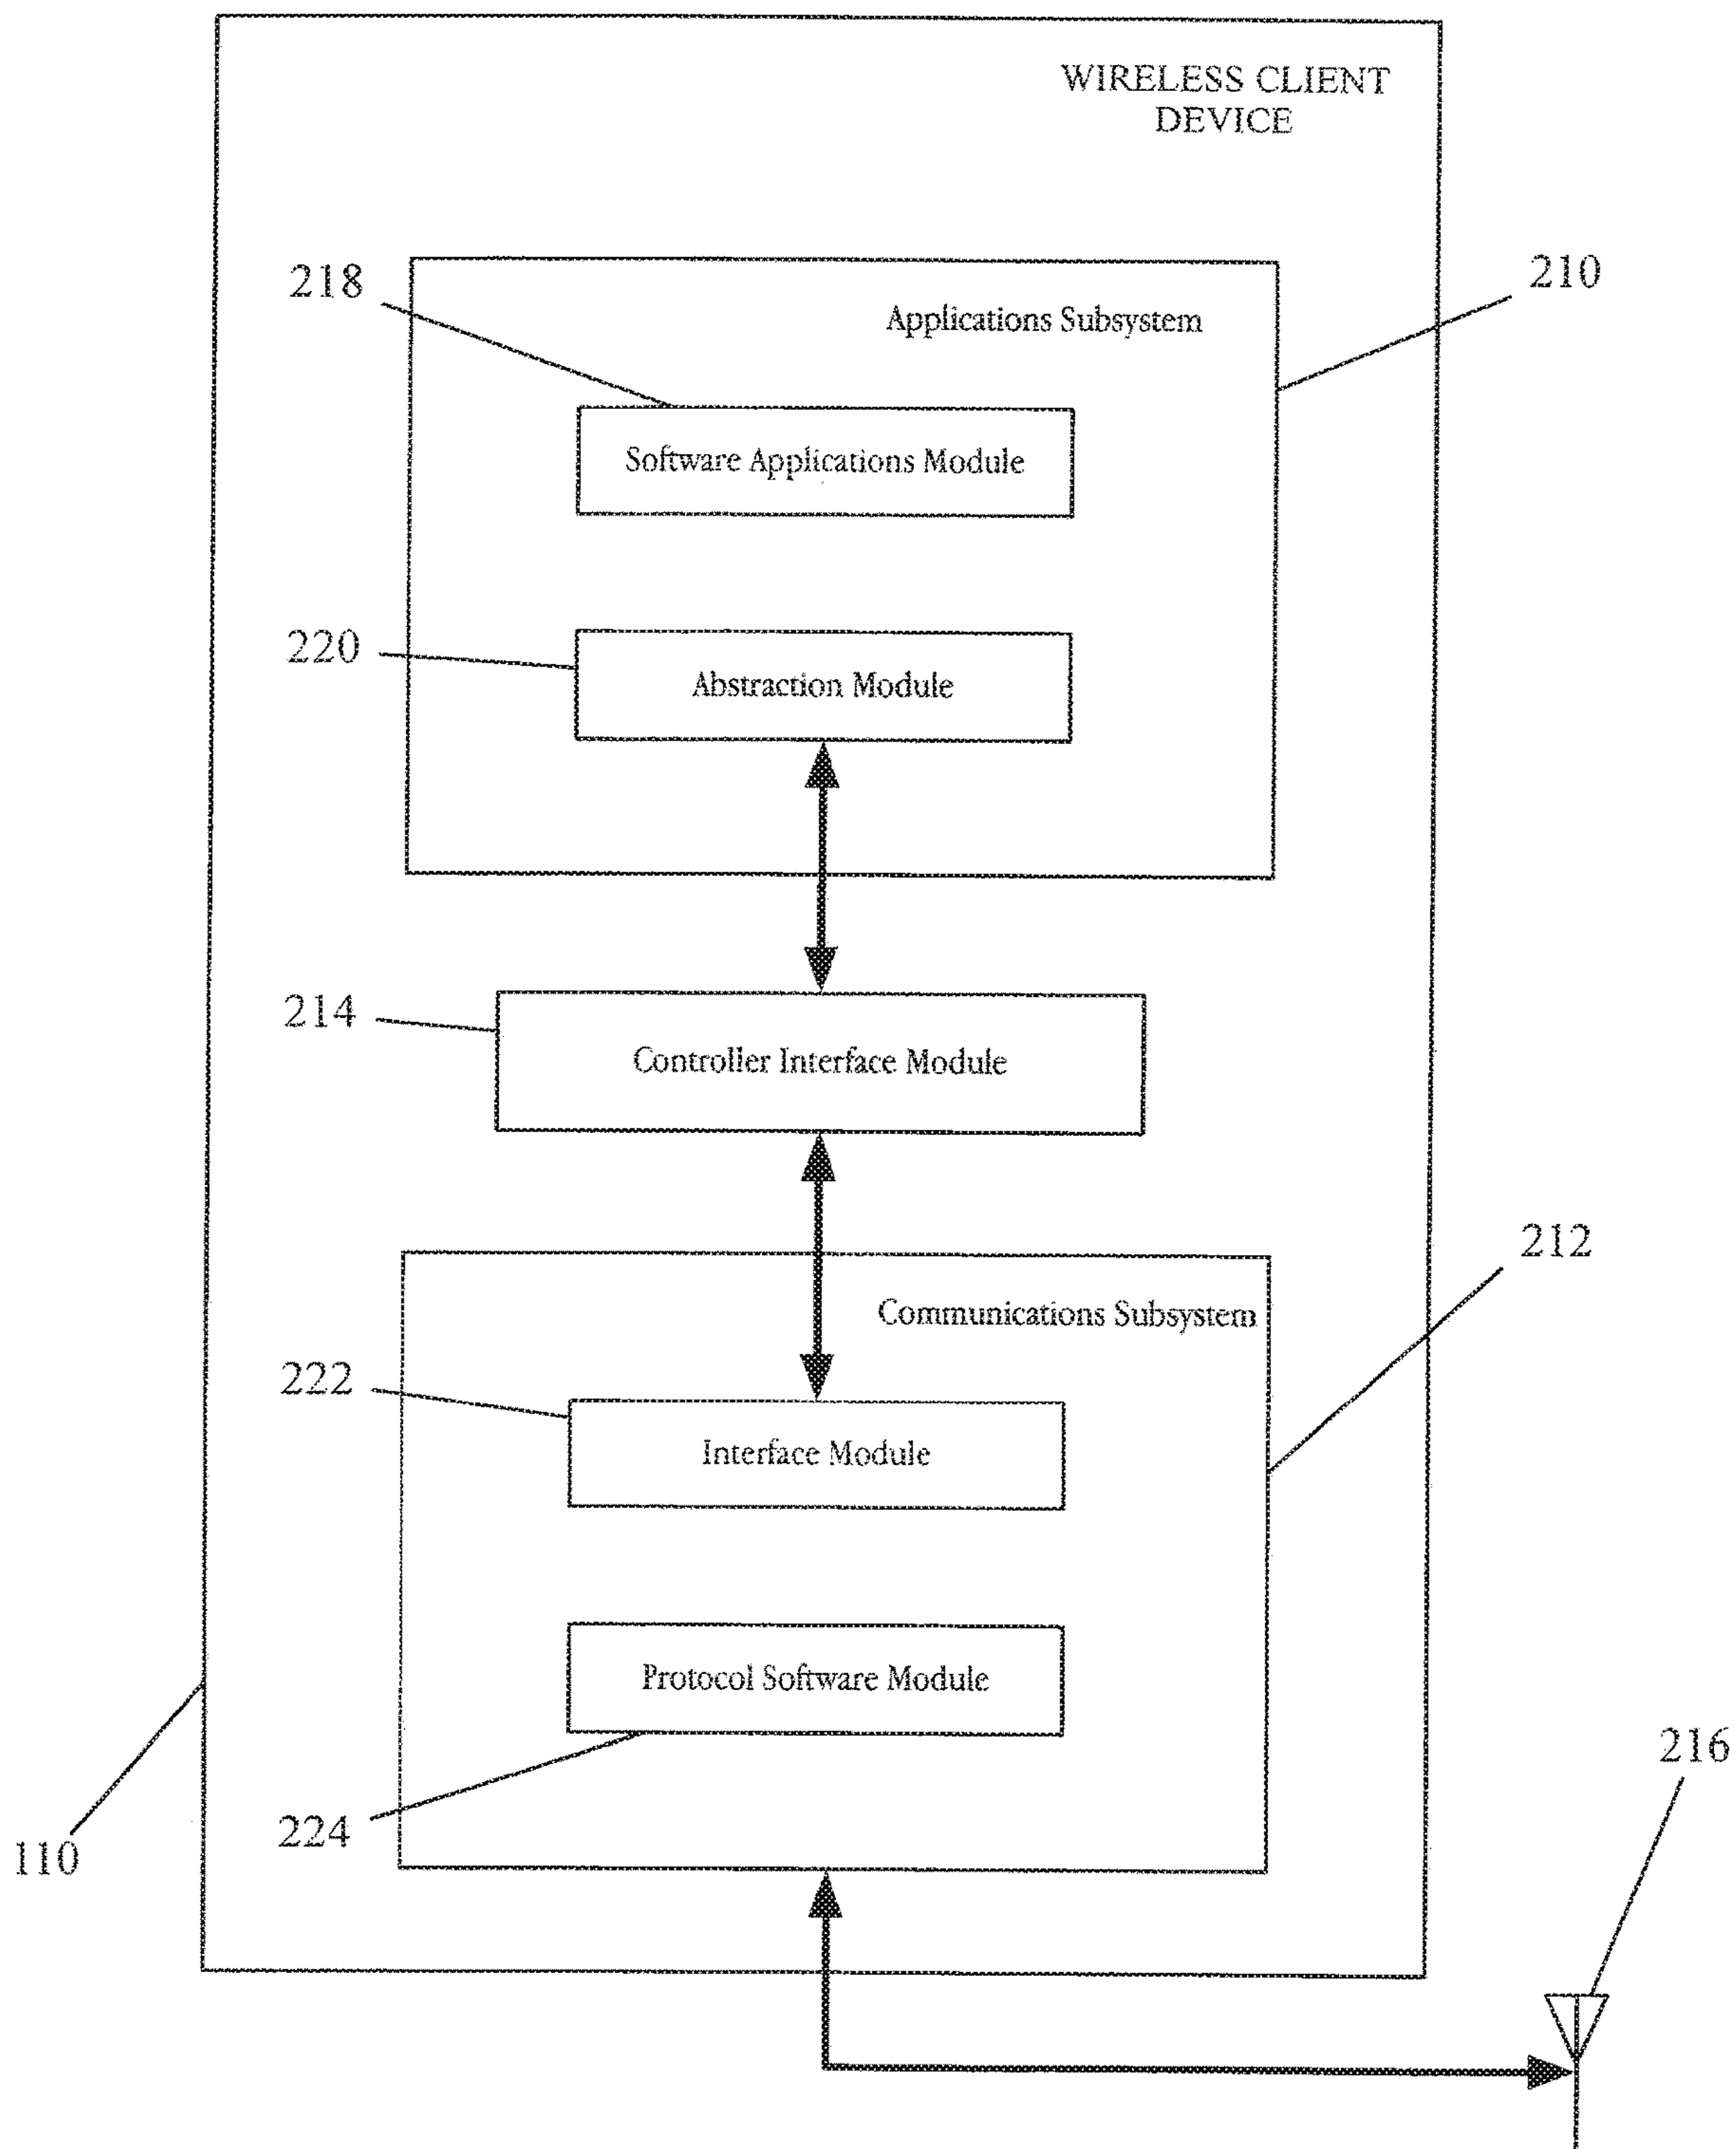 WIRELESS CLIENT
DEVICE
218
210
Applications Subsystem
Software Applications Module
220
Abstraction Module
214
Controller Interface Module
212
Communications Subsystem
222
Interface Module
Protocol Software Module
216
224
110